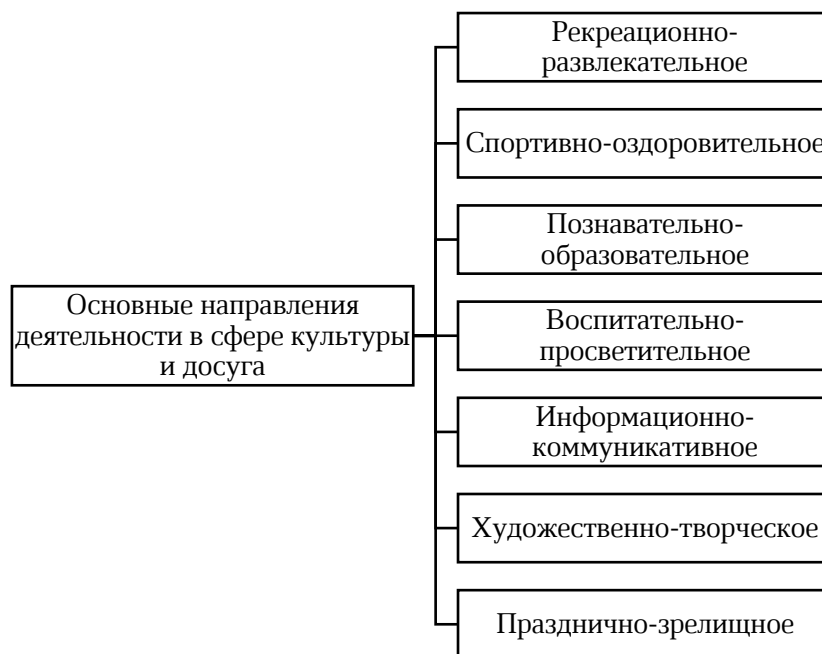 Рекреационно-
развлекательное
Спортивно-оздоровительное
Познавательно-
образовательное
Основные направления
деятельности в сфере культуры
и досуга
Воспитательно-
просветительное
Информационно-
коммуникативное
Художественно-творческое
Празднично-зрелищное